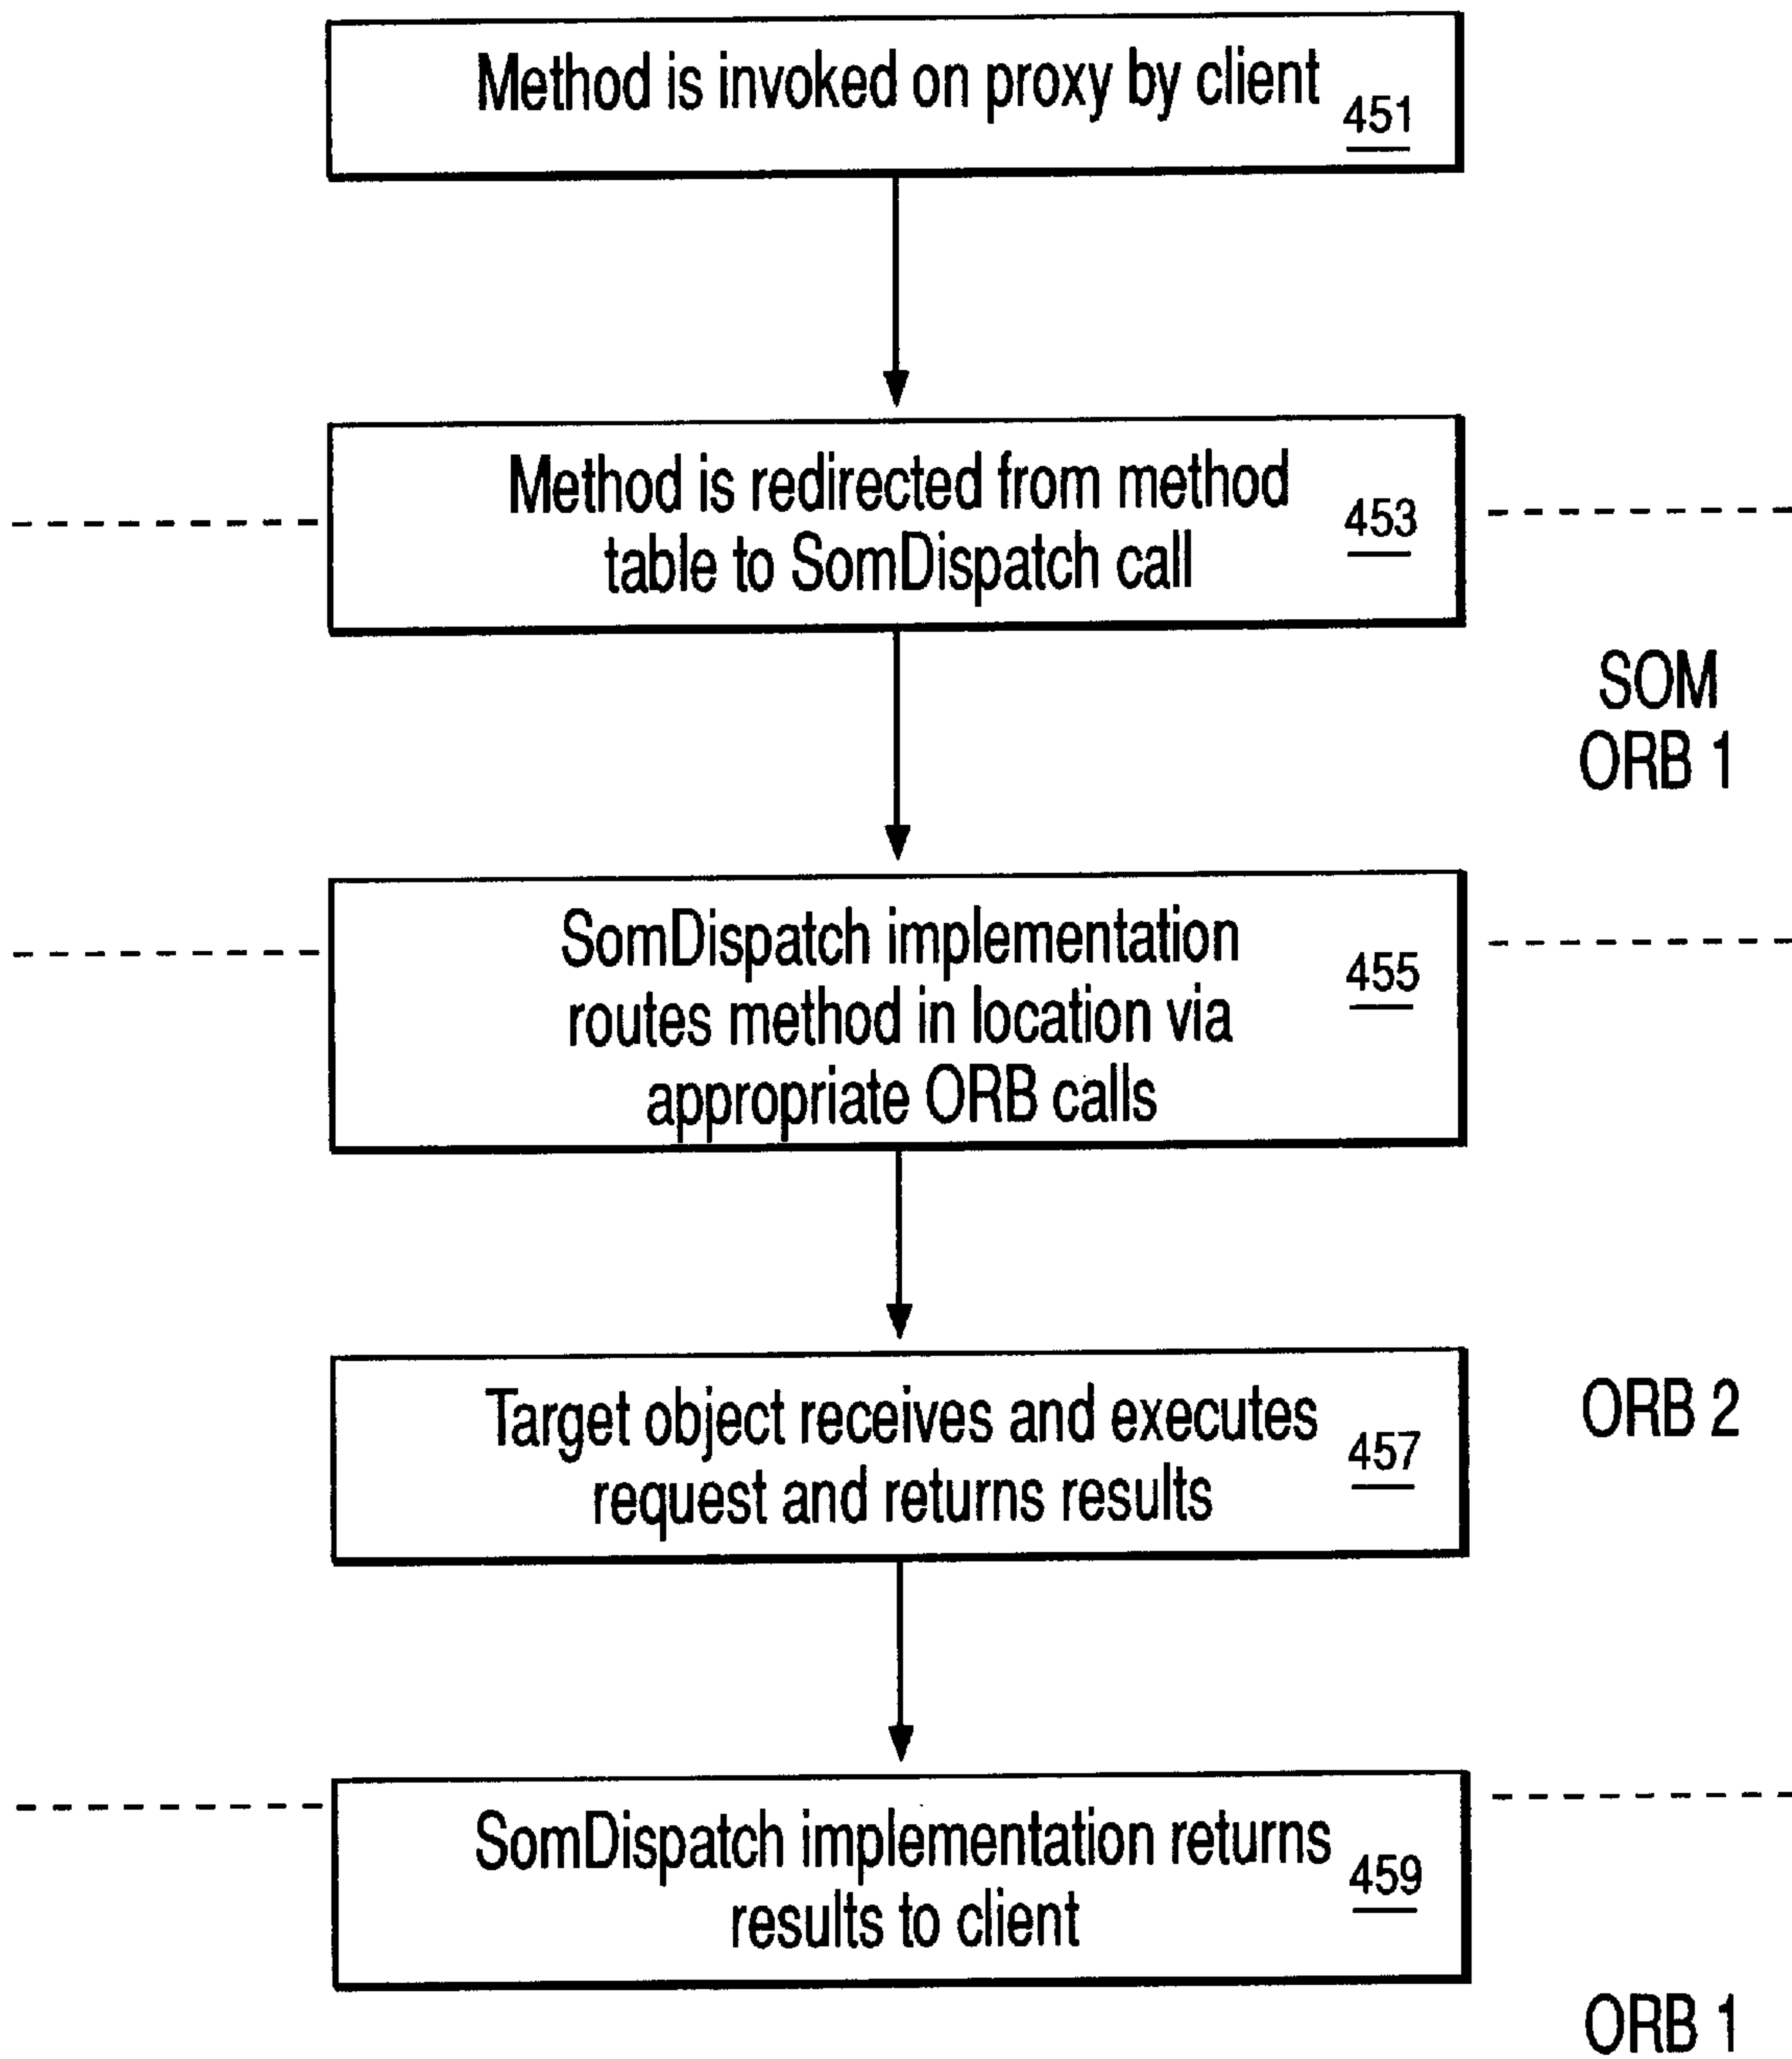 Method is invoked on proxy by client
451
Method is redirected from method
453
table to SomDispatch call
SOM
ORB 1
SomDispatch implementation
455
routes method in location via
appropriate ORB calls
Target object receives and executes
457
request and returns results
ORB 2
SomDispatch implementation returns
459
results to client
ORB 1